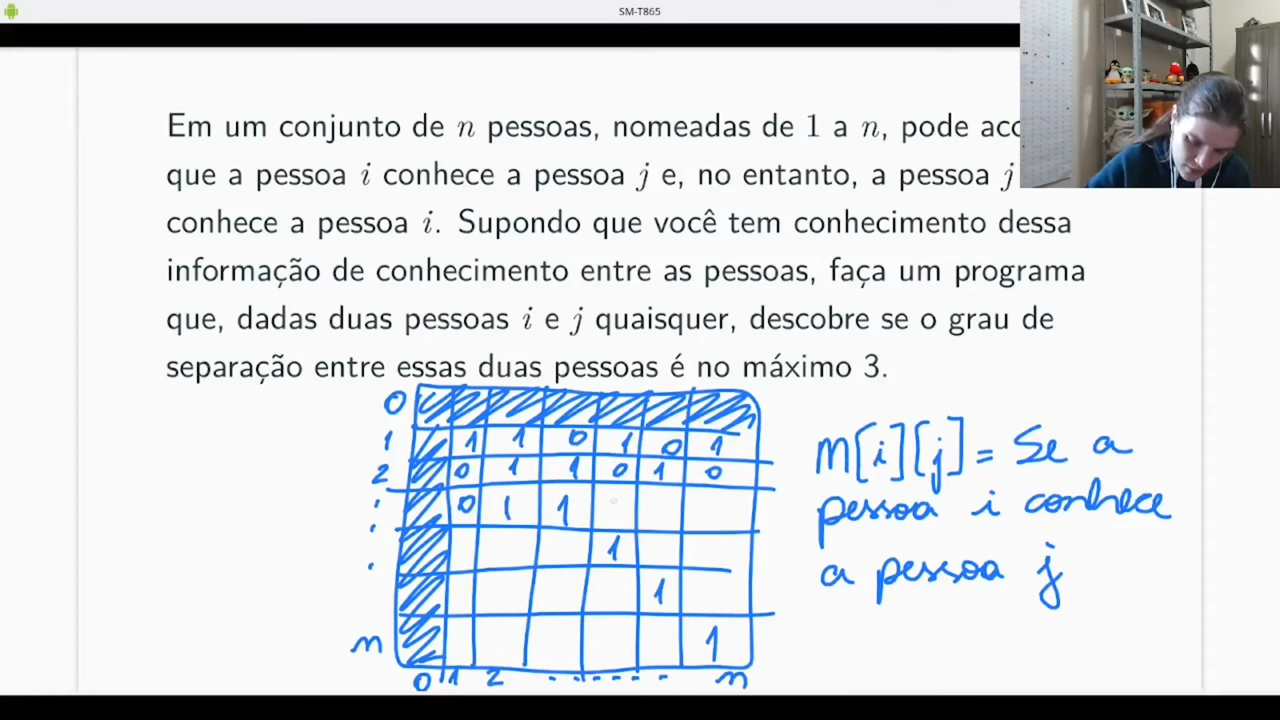 SM-T865
Em um conjunto de n pessoas, nomeadas de 1 a n, pode
que a pessoa i conhece a pessoa j e, no entanto, a pessoa j
conhece a pessoa i. Supondo que você tem conhecimento dessa
informação de conhecimento entre as pessoas, faça um programa
que, dadas duas pessoas i e j quaisquer, descobre se o grau de
separação entre essas duas pessoas é no máximo 3.
0
1 1 1 0 1 0 1
2 0 1 1 0 1 0
0 1 1
1
1
n 1
0 1 2 ....... n
M[i][j] = Se a
pessoa i conhece
a pessoa j